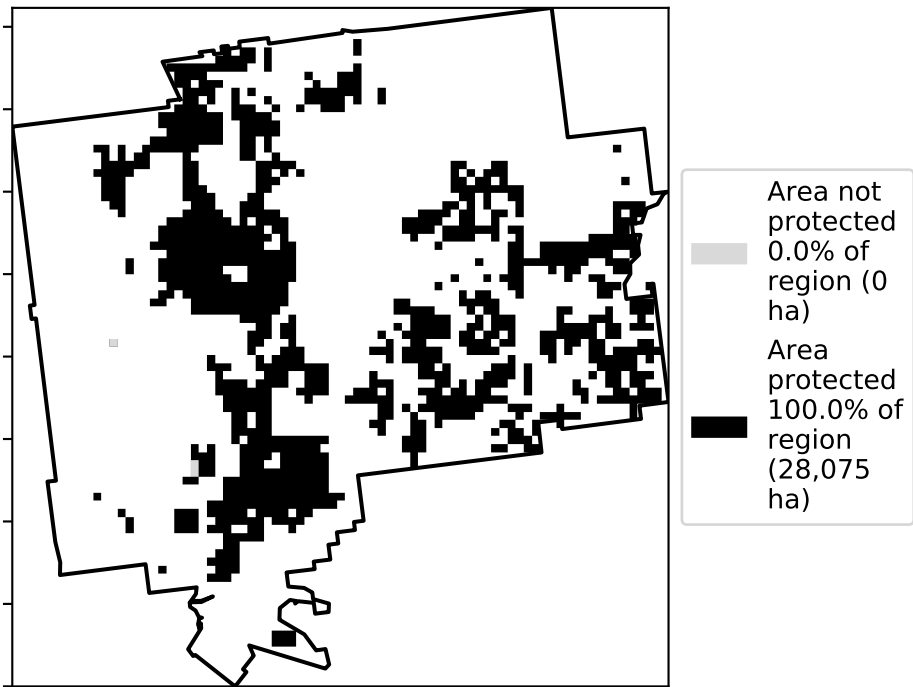 Area not
protected
0.0% of
region (0
ha)
Area
protected
100.0% of
region
(28,075
ha)